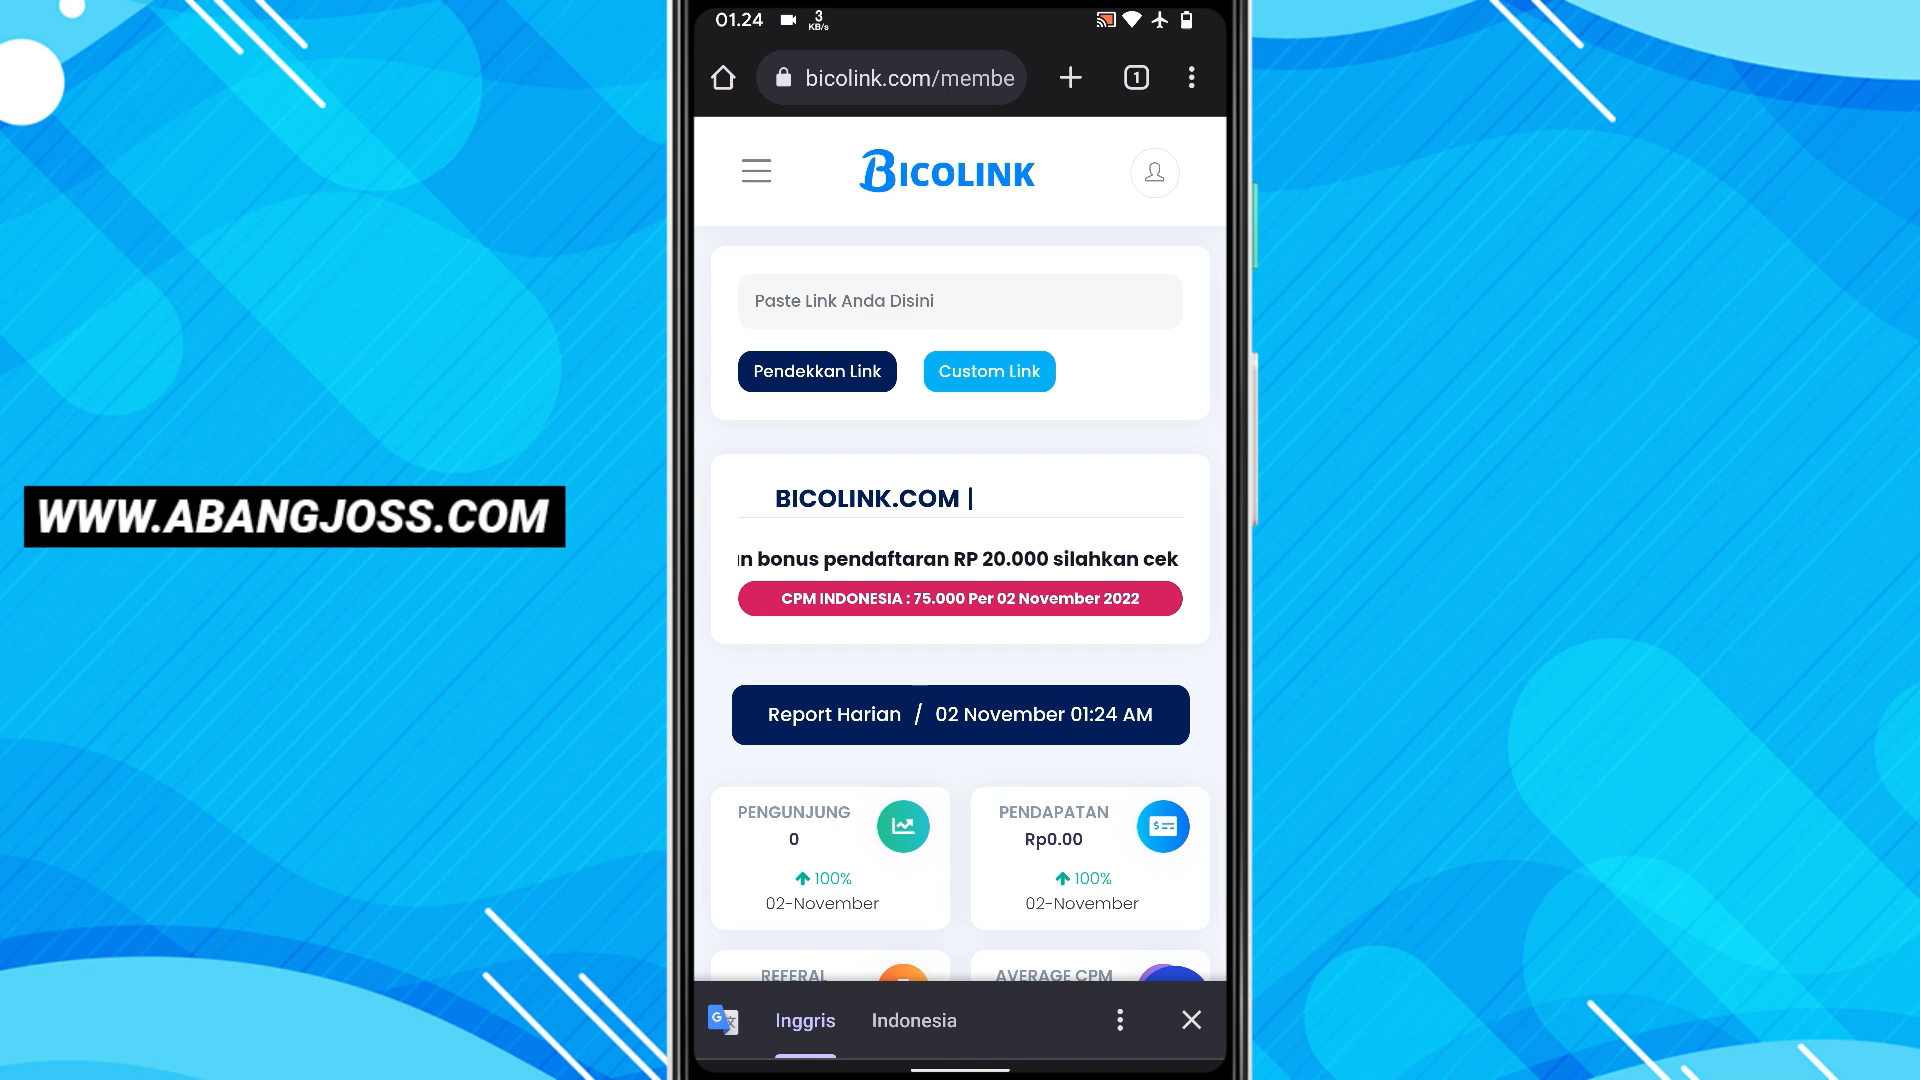 01.24
3
KB/s
bicolink.com/membe
1
BICOLINK
Paste Link Anda Disini
Pendekkan Link
Custom Link
WWW.ABANGJOSS.COM
BICOLINK.COM |
n bonus pendaftaran RP 20.000 silahkan cek
CPM INDONESIA : 75.000 Per 02 November 2022
Report Harian / 02 November 01:24 AM
PENGUNJUNG
0
100%
02-November
PENDAPATAN
Rp0.00
100%
02-November
REFERAL
AVERAGE CPM
Inggris
Indonesia